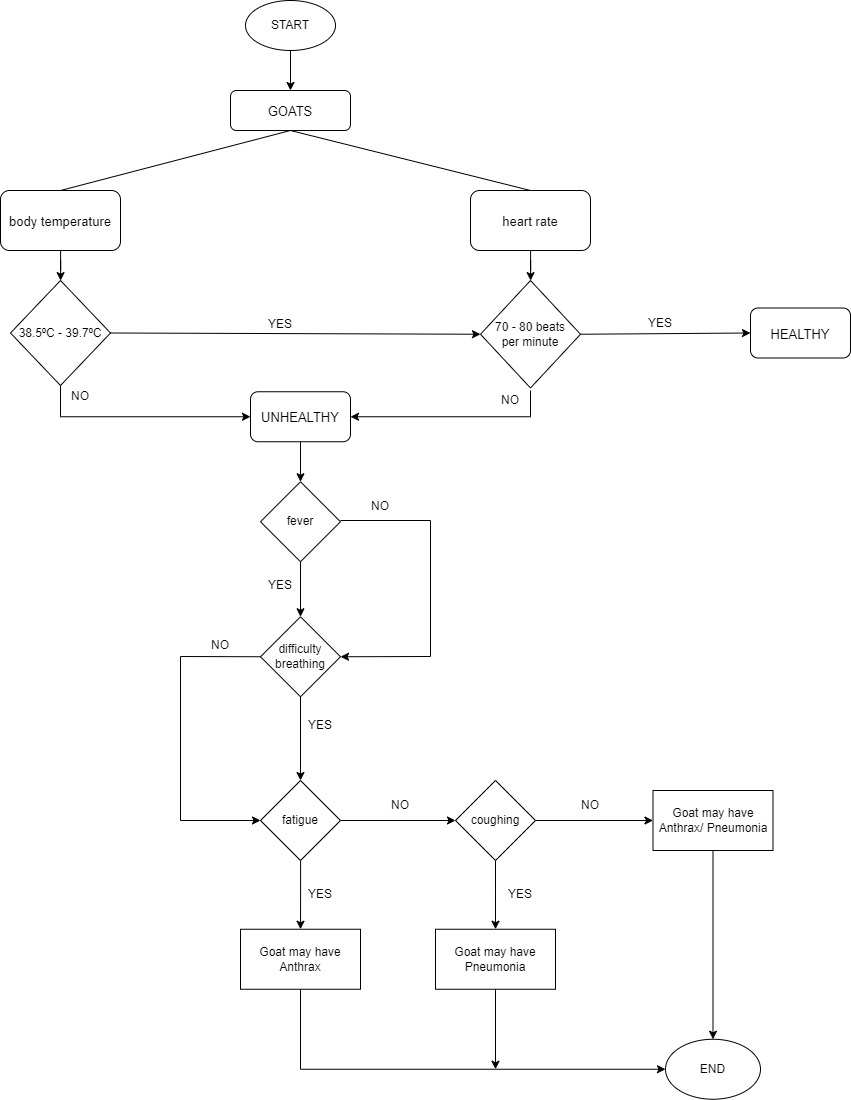 START
GOATS
body temperature
heart rate
38.5ºC - 39.7ºC
YES
70 - 80 beats
per minute
YES
HEALTHY
NO
UNHEALTHY
NO
fever
NO
YES
difficulty
breathing
NO
YES
fatigue
NO
coughing
NO
Goat may have
Anthrax/ Pneumonia
YES
YES
Goat may have
Anthrax
Goat may have
Pneumonia
END